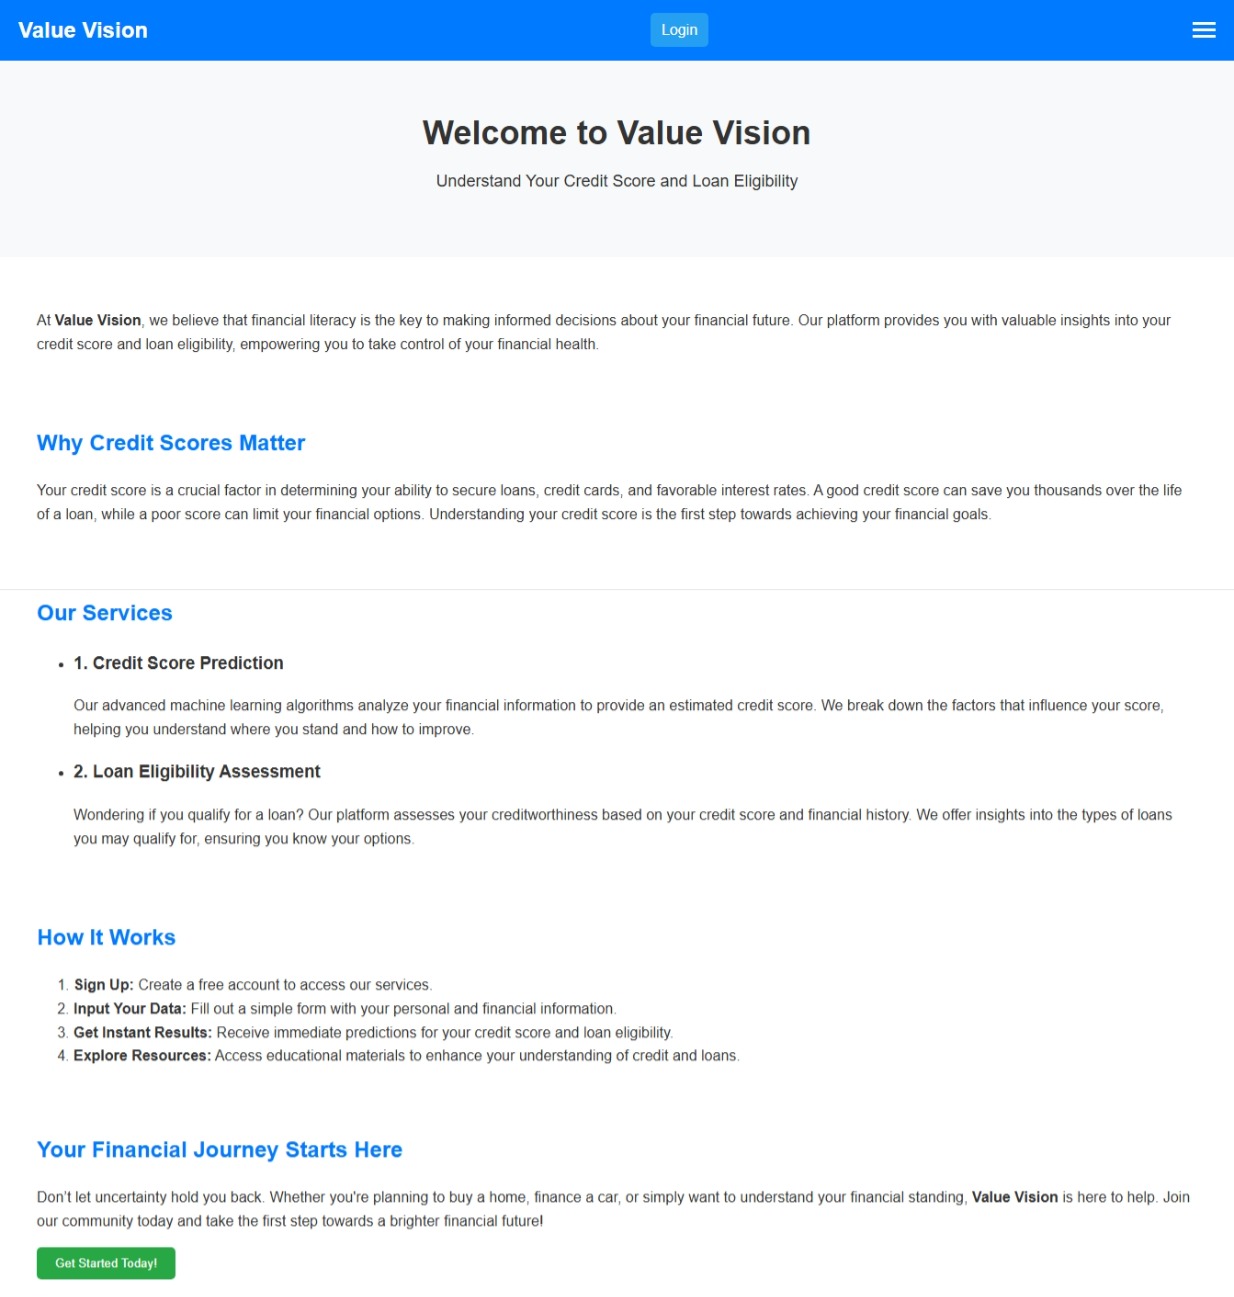 Value Vision
Login
Welcome to Value Vision
Understand Your Credit Score and Loan Eligibility
At Value Vision, we believe that financial literacy is the key to making informed decisions about your financial future. Our platform provides you with valuable insights into your
credit score and loan eligibility, empowering you to take control of your financial health.
Why Credit Scores Matter
Your credit score is a crucial factor in determining your ability to secure loans, credit cards, and favorable interest rates. A good credit score can save you thousands over the life
of a loan, while a poor score can limit your financial options. Understanding your credit score is the first step towards achieving your financial goals.
Our Services
• 1. Credit Score Prediction
Our advanced machine learning algorithms analyze your financial information to provide an estimated credit score. We break down the factors that influence your score,
helping you understand where you stand and how to improve.
• 2. Loan Eligibility Assessment
Wondering if you qualify for a loan? Our platform assesses your creditworthiness based on your credit score and financial history. We offer insights into the types of loans
you may qualify for, ensuring you know your options.
How It Works
1. Sign Up: Create a free account to access our services.
2. Input Your Data: Fill out a simple form with your personal and financial information.
3. Get Instant Results: Receive immediate predictions for your credit score and loan eligibility.
4. Explore Resources: Access educational materials to enhance your understanding of credit and loans.
Your Financial Journey Starts Here
Don't let uncertainty hold you back. Whether you're planning to buy a home, finance a car, or simply want to understand your financial standing, Value Vision is here to help. Join
our community today and take the first step towards a brighter financial future!
Get Started Today!